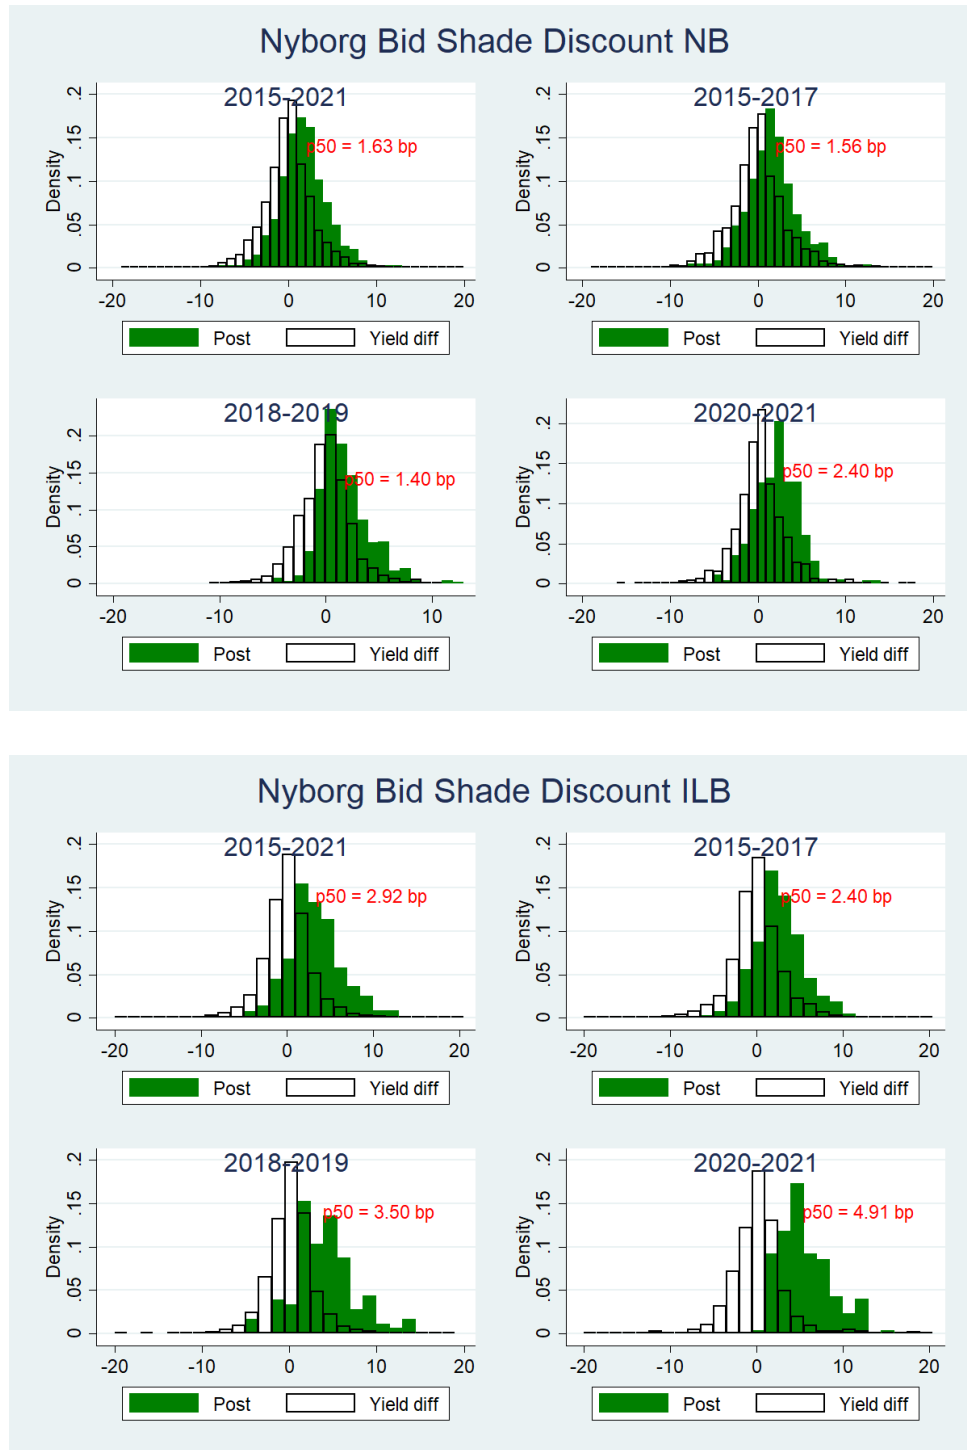 Nyborg Bid Shade Discount NB
2015-2021
Density
.2
.15
.1
.05
0
p50 = 1.63 bp
-20 -10 0 10 20
Post Yield diff
2015-2017
Density
.2
.15
.1
.05
0
p50 = 1.56 bp
-20 -10 0 10 20
Post Yield diff
2018-2019
Density
.2
.15
.1
.05
0
p50 = 1.40 bp
-20 -10 0 10
Post Yield diff
2020-2021
Density
.2
.15
.1
.05
0
p50 = 2.40 bp
-20 -10 0 10 20
Post Yield diff
Nyborg Bid Shade Discount ILB
2015-2021
Density
.2
.15
.1
.05
0
p50 = 2.92 bp
-20 -10 0 10 20
Post Yield diff
2015-2017
Density
.2
.15
.1
.05
0
p50 = 2.40 bp
-20 -10 0 10 20
Post Yield diff
2018-2019
Density
.2
.15
.1
.05
0
p50 = 3.50 bp
-20 -10 0 10 20
Post Yield diff
2020-2021
Density
.2
.15
.1
.05
0
p50 = 4.91 bp
-20 -10 0 10 20
Post Yield diff